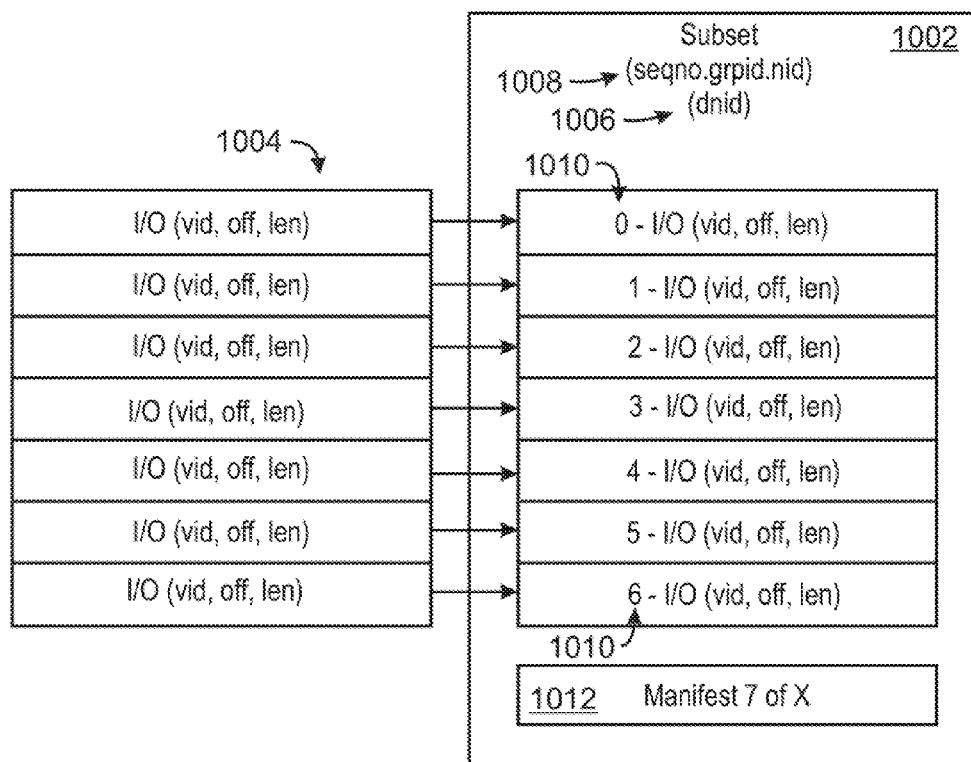 Subset 1002
1008 (seqno.grpid.nid)
1006 (dnid)
1004
1010
I/O (vid, off, len) 0 - I/O (vid, off, len)
I/O (vid, off, len) 1 - I/O (vid, off, len)
I/O (vid, off, len) 2 - I/O (vid, off, len)
I/O (vid, off, len) 3 - I/O (vid, off, len)
I/O (vid, off, len) 4 - I/O (vid, off, len)
I/O (vid, off, len) 5 - I/O (vid, off, len)
I/O (vid, off, len) 6 - I/O (vid, off, len)
1010
1012 Manifest 7 of X